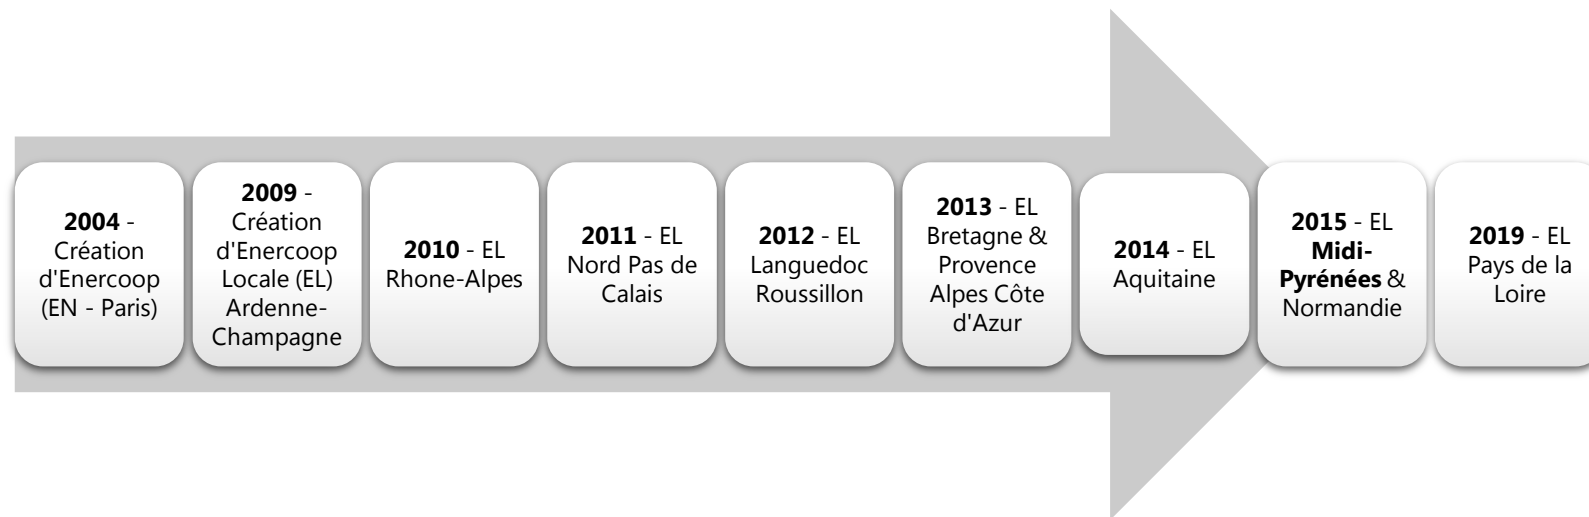 2004 -
Création
d'Enercoop
(EN - Paris)
2009 -
Création
d'Enercoop
Locale (EL)
Ardenne-
Champagne
2010 - EL
Rhone-Alpes
2011 - EL
Nord Pas de
Calais
2012 - EL
Languedoc
Roussillon
2013 - EL
Bretagne &
Provence
Alpes Côte
d'Azur
2014 - EL
Aquitaine
2015 - EL
Midi-
Pyrénées &
Normandie
2019 - EL
Pays de la
Loire